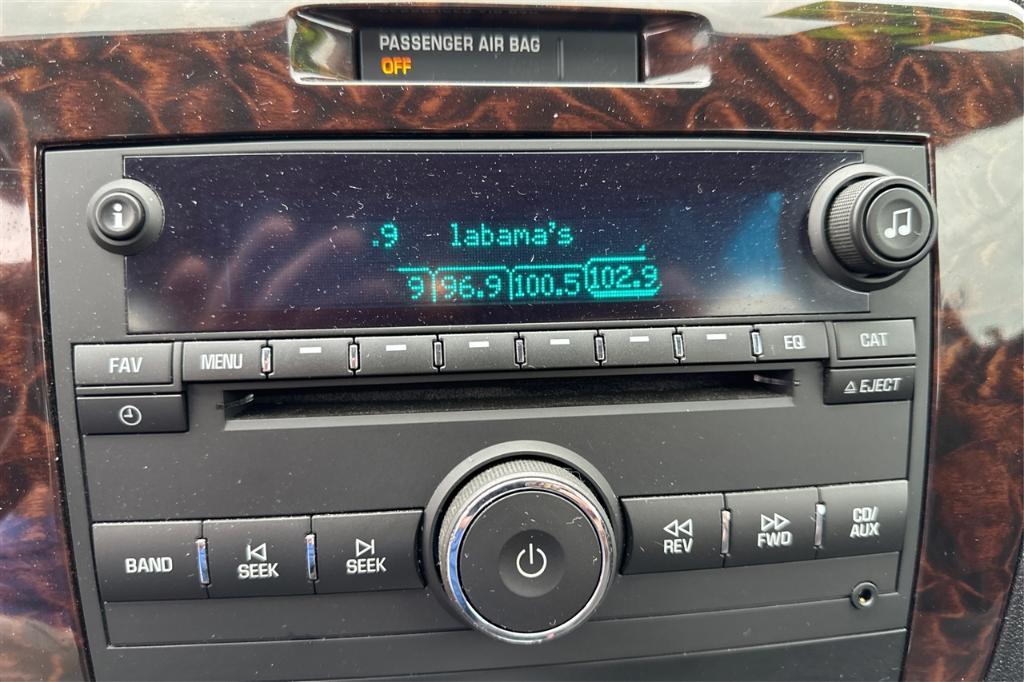 PASSENGER AIR BAG
OFF
i
.9 labama's
9 96.9 100.5 102.9
FAV MENU EQ CAT
EJECT
BAND SEEK SEEK REV FWD CD/
AUX